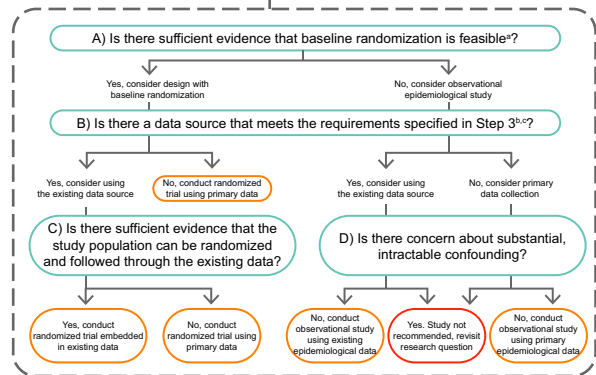 A) Is there sufficient evidence that baseline randomization is feasibleᵃ?
Yes, consider design with
baseline randomization
No, consider observational
epidemiological study
B) Is there a data source that meets the requirements specified in Step 3ᵇ,ᶜ?
Yes, consider using
the existing data source
No, conduct randomized
trial using primary data
Yes, consider using
the existing data source
No, consider primary
data collection
C) Is there sufficient evidence that the
study population can be randomized
and followed through the existing data?
D) Is there concern about substantial,
intractable confounding?
Yes, conduct
randomized trial embedded
in existing data
No, conduct
randomized trial using
primary data
No, conduct
observational study
using existing
epidemiological data
Yes. Study not
recommended, revisit
research question
No, conduct
observational study
using primary
epidemiological data